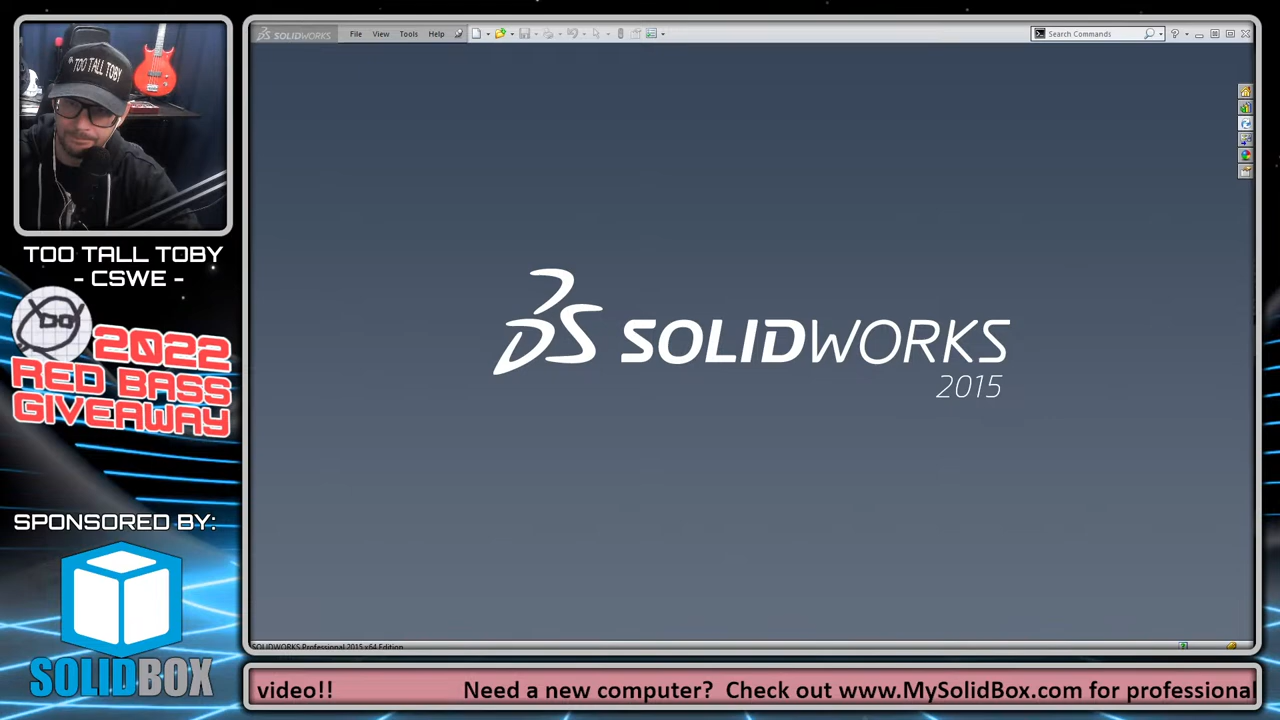 SOLIDWORKS File View Tools Help Search Commands
TOO TALL TOBY
TOO TALL TOBY
- CSWE -
XDO
2022
RED BASS
GIVEAWAY
SPONSORED BY:
SOLIDBOX
SOLIDWORKS
2015
SOLIDWORKS Professional 2015 x64 Edition
video!! Need a new computer? Check out www.MySolidBox.com for professional